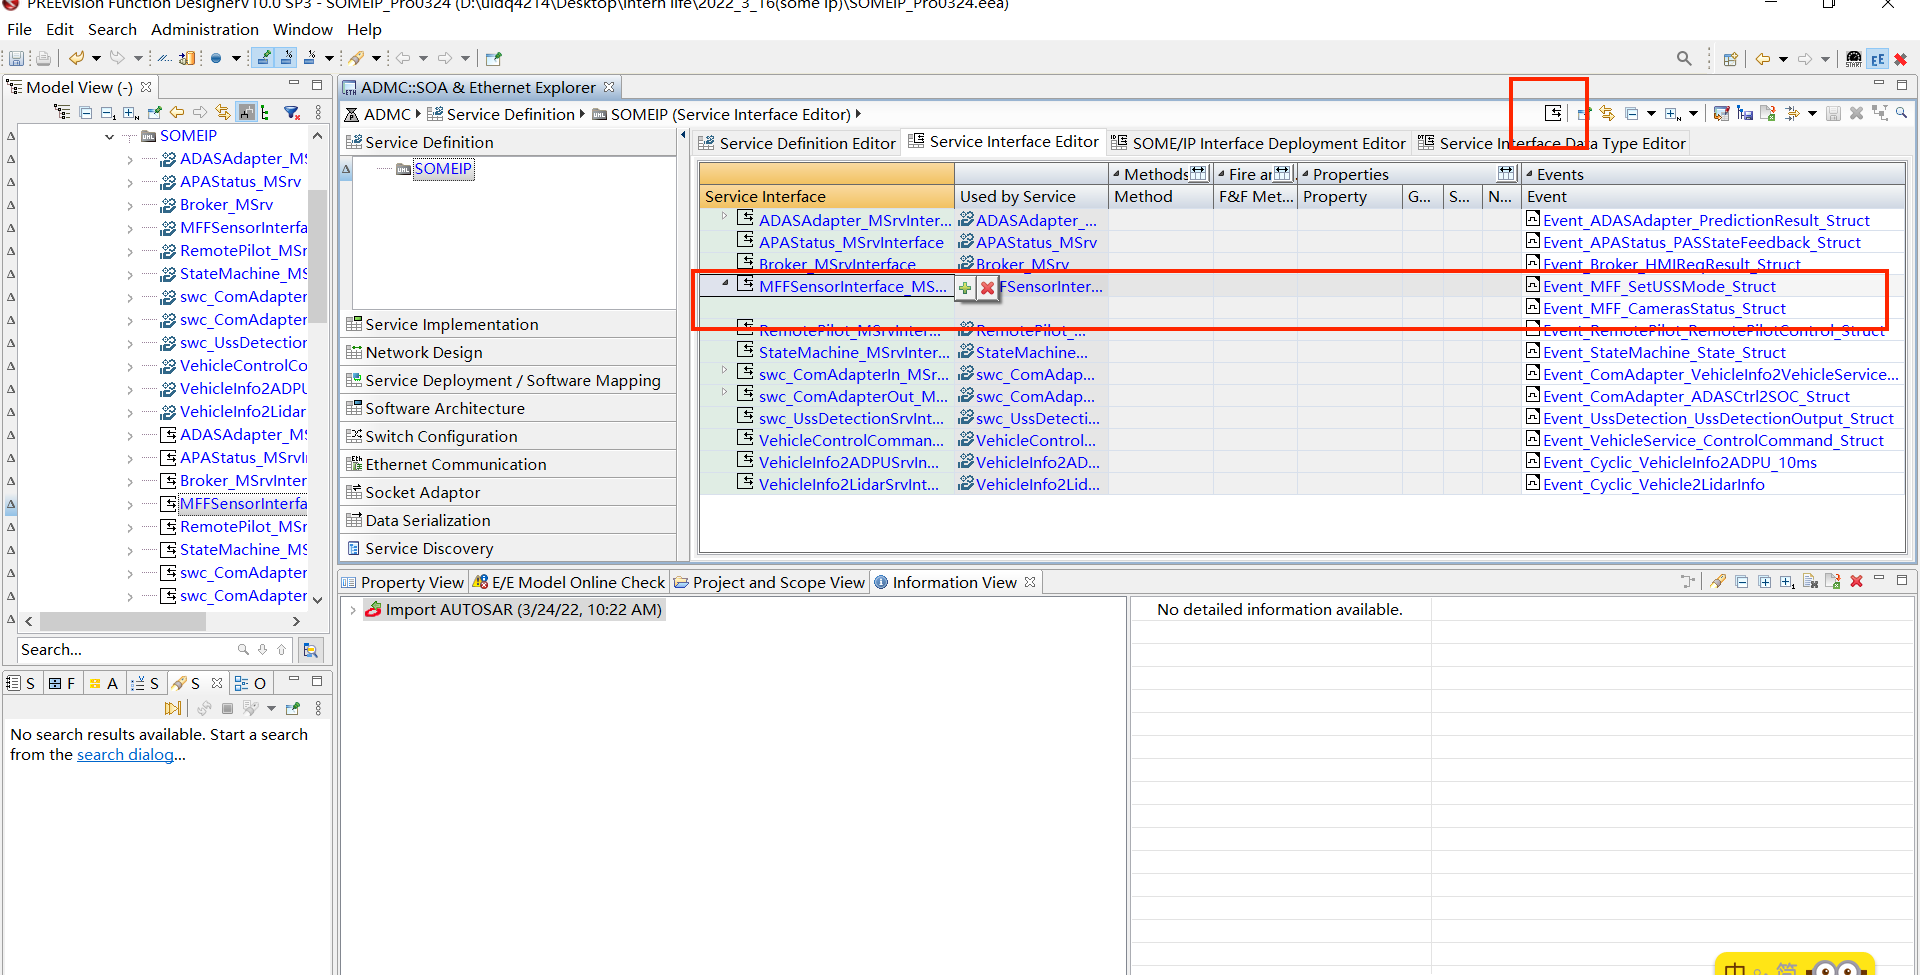 PREEvision Function DesignerV10.0 SP3 - SOMEIP_Pro0324 (D:\uidq4214\Desktop\intern life\2022_3_16(some ip)\SOMEIP_Pro0324.eea)
File Edit Search Administration Window Help
START EE
Model View (-)
SOMEIP
ADASAdapter_MS
APAStatus_MSrv
Broker_MSrv
MFFSensorInterfa
RemotePilot_MSr
StateMachine_MS
swc_ComAdapter
swc_ComAdapter
swc_UssDetection
VehicleControlCo
VehicleInfo2ADPU
VehicleInfo2Lidar
ADASAdapter_MS
APAStatus_MSrvI
Broker_MSrvInter
MFFSensorInterfa
RemotePilot_MSr
StateMachine_MS
swc_ComAdapter
swc_ComAdapter
Search...
S F A S S O
No search results available. Start a search
from the search dialog...
ADMC::SOA & Ethernet Explorer
ADMC Service Definition SOMEIP (Service Interface Editor)
Service Definition
SOMEIP
Service Implementation
Network Design
Service Deployment / Software Mapping
Software Architecture
Switch Configuration
Ethernet Communication
Socket Adaptor
Data Serialization
Service Discovery
Service Definition Editor Service Interface Editor SOME/IP Interface Deployment Editor Service Interface Data Type Editor
Methods Fire a Properties Events
Service Interface Used by Service Method F&F Met... Property G... S... N... Event
ADASAdapter_MSrvInter... ADASAdapter_... Event_ADASAdapter_PredictionResult_Struct
APAStatus_MSrvInterface APAStatus_MSrv Event_APAStatus_PASStateFeedback_Struct
Broker_MSrvInterface Broker_MSrv Event_Broker_HMIReqResult_Struct
MFFSensorInterface_MS... FSensorInter... Event_MFF_SetUSSMode_Struct
Event_MFF_CamerasStatus_Struct
RemotePilot_MSrvInter... RemotePilot_... Event_RemotePilot_RemotePilotControl_Struct
StateMachine_MSrvInter... StateMachine... Event_StateMachine_State_Struct
swc_ComAdapterIn_MSr... swc_ComAdap... Event_ComAdapter_VehicleInfo2VehicleService...
swc_ComAdapterOut_M... swc_ComAdap... Event_ComAdapter_ADASCtrl2SOC_Struct
swc_UssDetectionSrvInt... swc_UssDetecti... Event_UssDetection_UssDetectionOutput_Struct
VehicleControlComman... VehicleControl... Event_VehicleService_ControlCommand_Struct
VehicleInfo2ADPUSrvIn... VehicleInfo2AD... Event_Cyclic_VehicleInfo2ADPU_10ms
VehicleInfo2LidarSrvInt... VehicleInfo2Lid... Event_Cyclic_Vehicle2LidarInfo
Property View E/E Model Online Check Project and Scope View Information View
Import AUTOSAR (3/24/22, 10:22 AM)
No detailed information available.
中 简